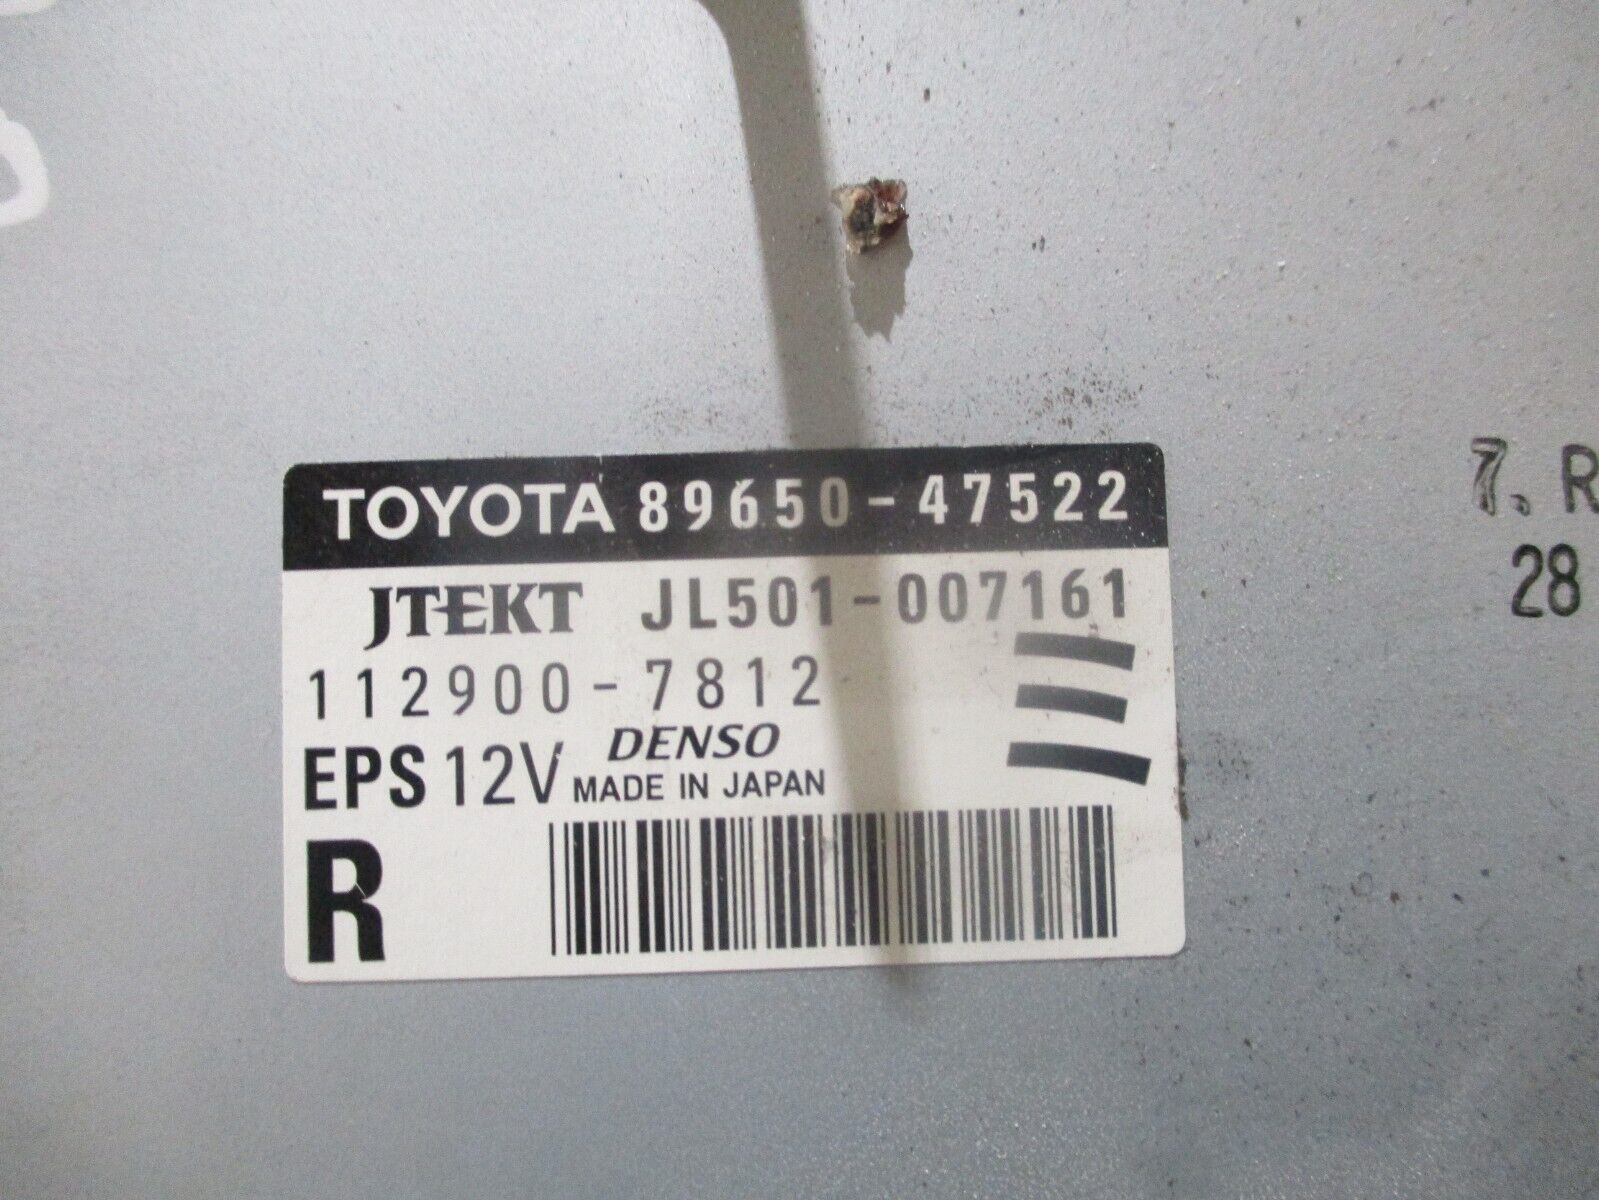 TOYOTA 89650-47522
JTEKT JL501-007161
112900-7812
EPS 12V DENSO
MADE IN JAPAN
R
7. R
28